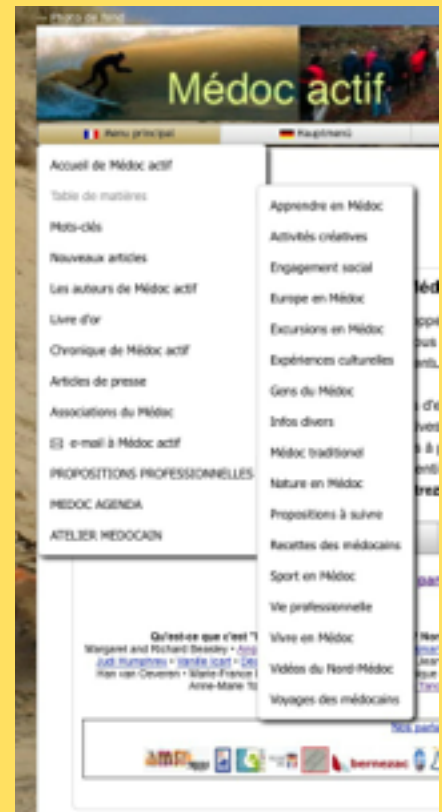 Photo de fond
Médoc actif
Menu principal
Hauptmenü
Accueil de Médoc actif
Table de matières
Mots-clés
Nouveaux articles
Les auteurs de Médoc actif
Livre d'or
Chronique de Médoc actif
Articles de presse
Associations du Médoc
e-mail à Médoc actif
PROPOSITIONS PROFESSIONNELLES
MEDOC AGENDA
ATELIER MEDOCAIN
Apprendre en Médoc
Activités créatives
Engagement social
Europe en Médoc
Excursions en Médoc
Expériences culturelles
Gens du Médoc
Infos divers
Médoc traditionel
Nature en Médoc
Propositions à suivre
Recettes des médocains
Sport en Médoc
Vie professionnelle
Vivre en Médoc
Vidéos du Nord-Médoc
Voyages des médocains
Qu'est-ce que c'est
Margaret and Richard Beasley •
Judi Humphreu •
Han van Oeveren • Marie-France
Anne-Marie
bernezac